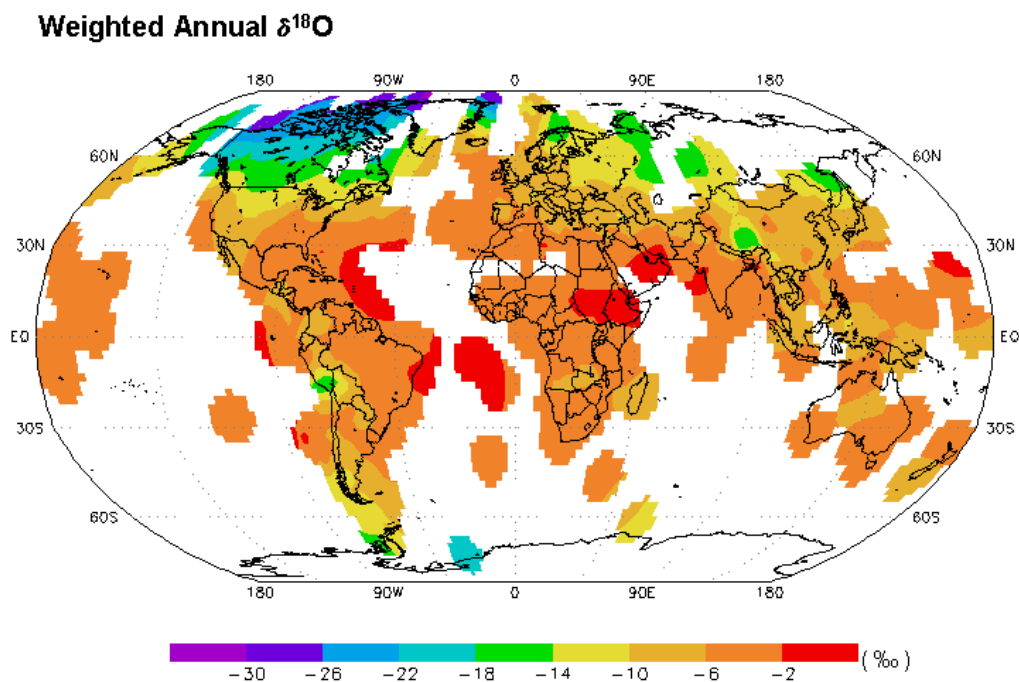 Weighted Annual δ¹⁸O
180 90W 0 90E 180
60N 60N
30N 30N
EQ EQ
30S 30S
60S 60S
180 90W 0 90E 180
-30 -26 -22 -18 -14 -10 -6 -2 (‰)